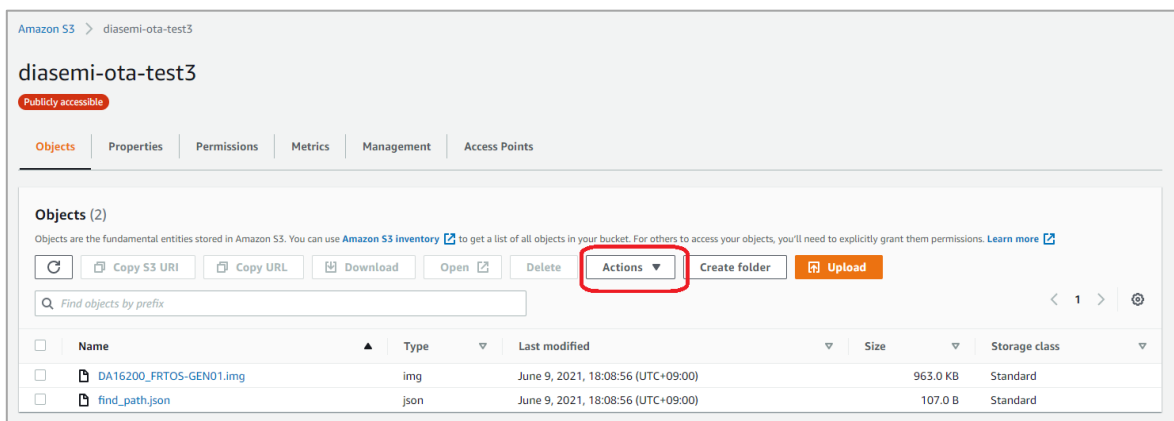 Amazon S3 > diasemi-ota-test3
diasemi-ota-test3
Publicly accessible
Objects Properties Permissions Metrics Management Access Points
Objects (2)
Objects are the fundamental entities stored in Amazon S3. You can use Amazon S3 inventory to get a list of all objects in your bucket. For others to access your objects, you'll need to explicitly grant them permissions. Learn more
Copy S3 URI Copy URL Download Open Delete Actions Create folder Upload
Find objects by prefix < 1 >
Name Type Last modified Size Storage class
DA16200_FRTOS-GEN01.img img June 9, 2021, 18:08:56 (UTC+09:00) 963.0 KB Standard
find_path.json json June 9, 2021, 18:08:56 (UTC+09:00) 107.0 B Standard